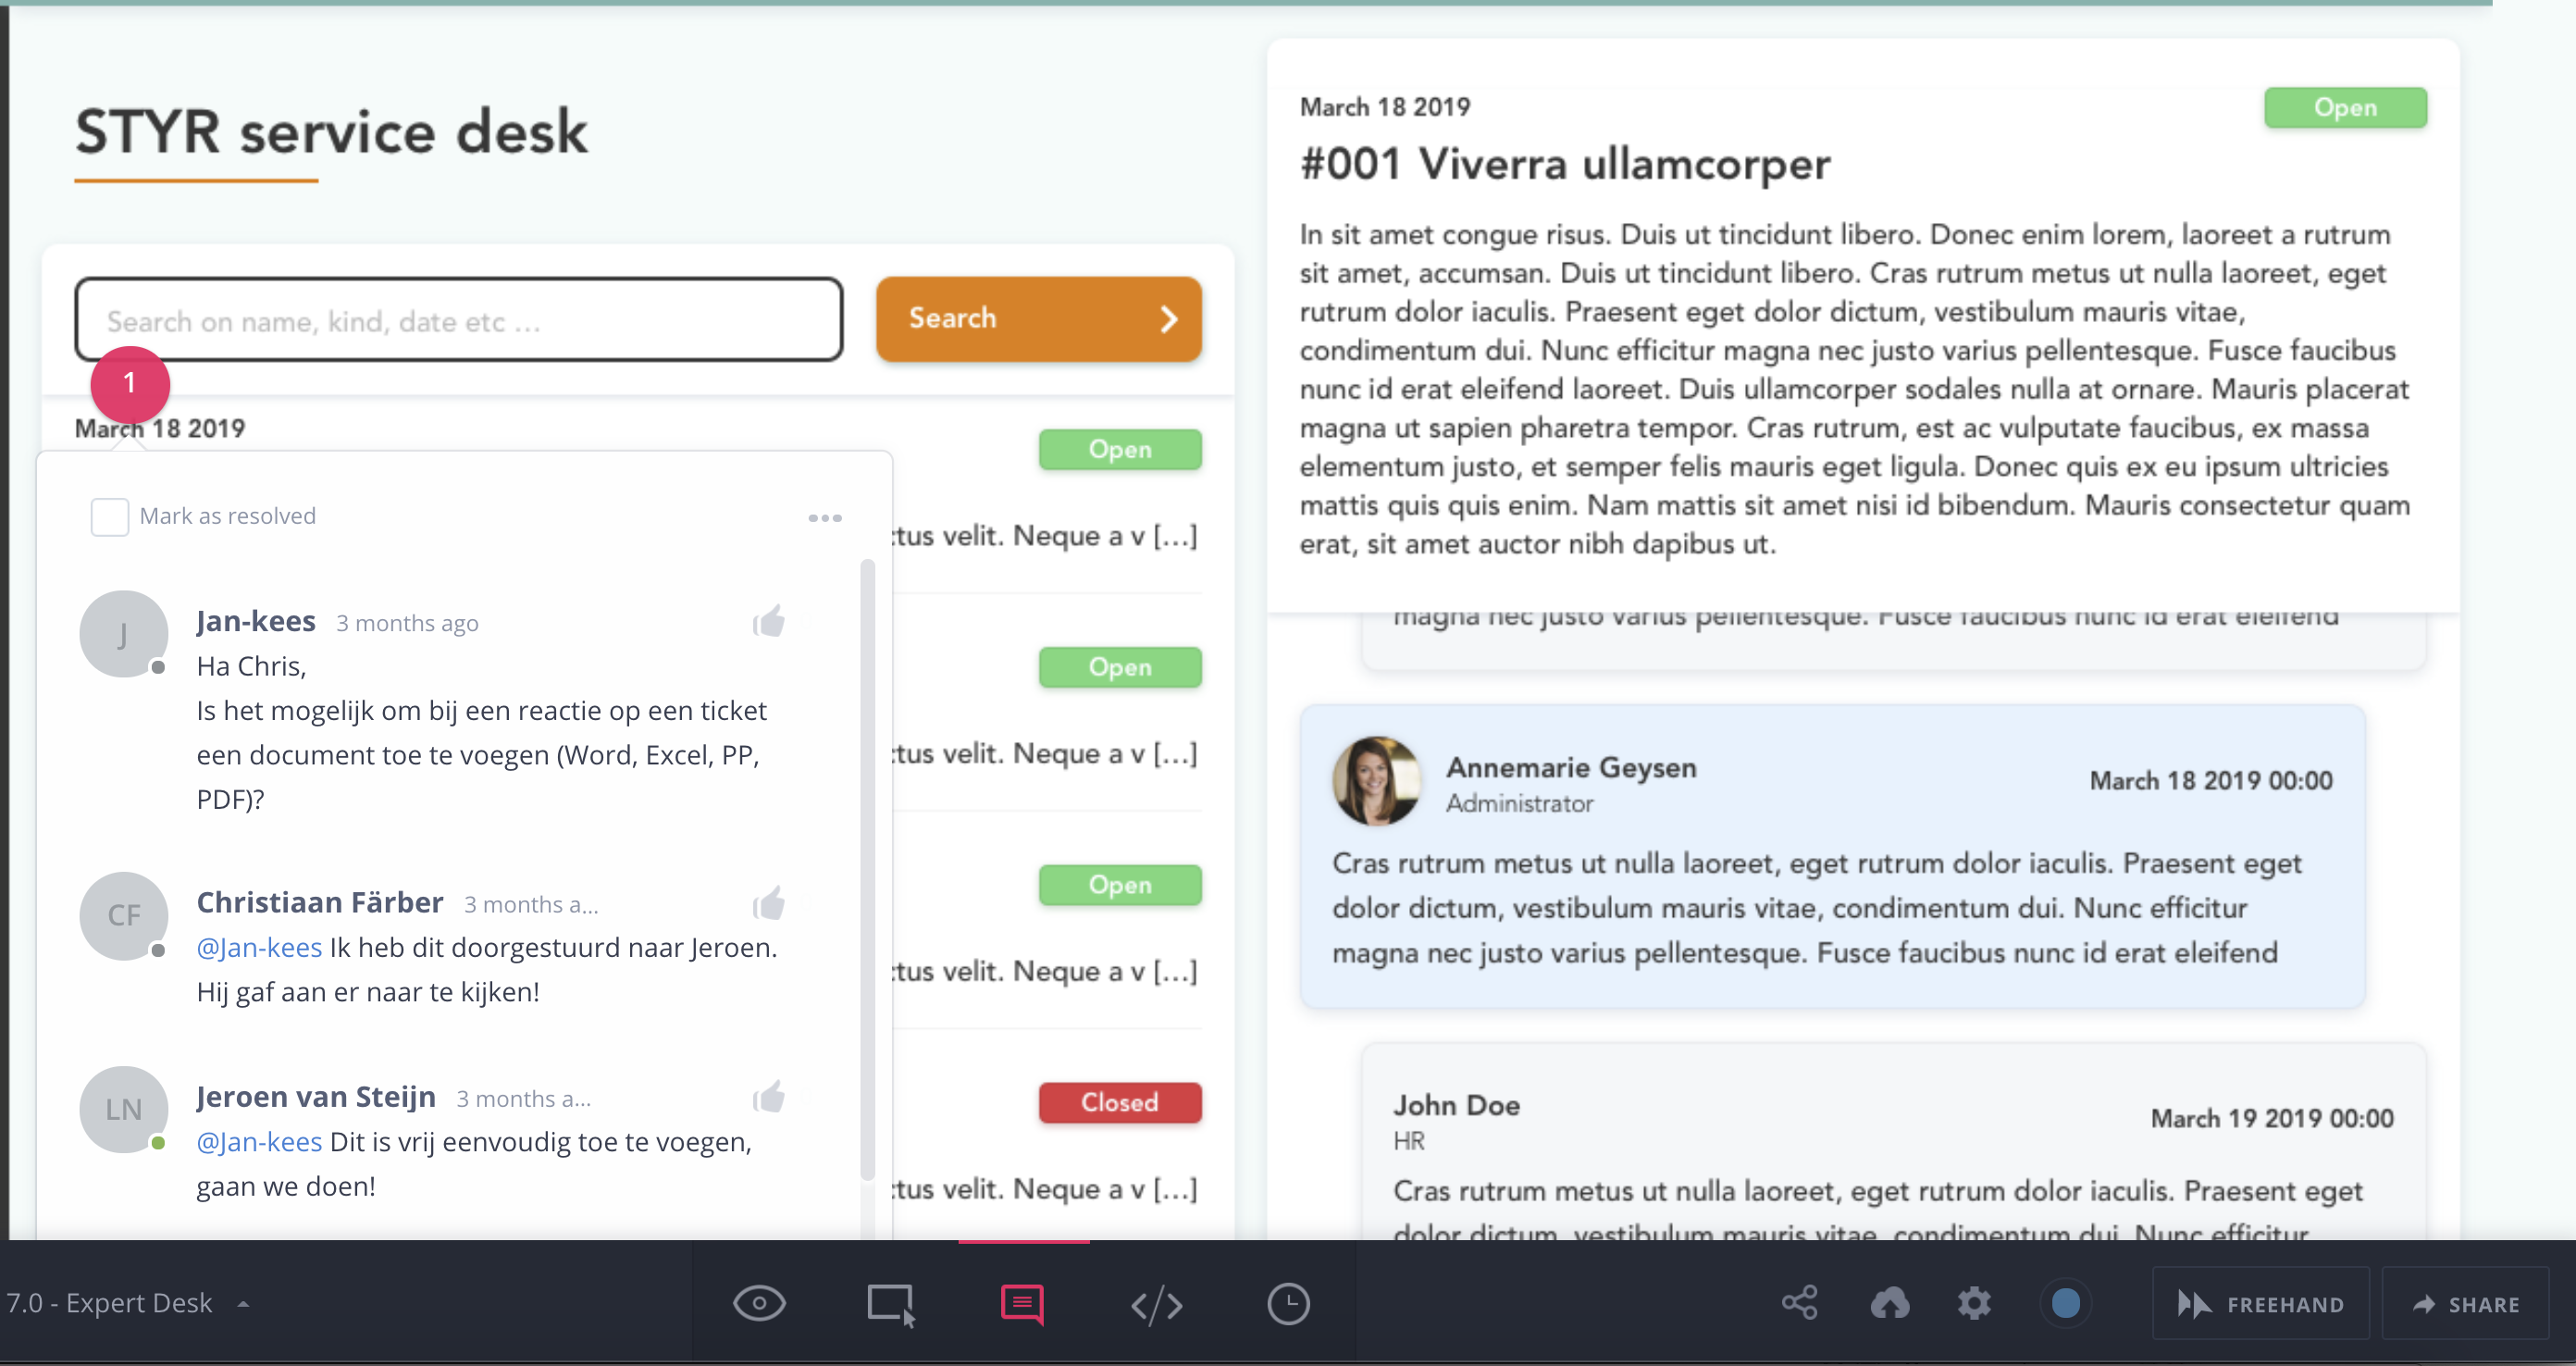 STYR service desk
Search on name, kind, date etc ...
Search
1
March 18 2019
Open
tus velit. Neque a v [...]
Open
tus velit. Neque a v [...]
Open
tus velit. Neque a v [...]
Closed
tus velit. Neque a v [...]
Mark as resolved
J
Jan-kees 3 months ago
Ha Chris,
Is het mogelijk om bij een reactie op een ticket
een document toe te voegen (Word, Excel, PP,
PDF)?
CF
Christiaan Färber 3 months a...
@Jan-kees Ik heb dit doorgestuurd naar Jeroen.
Hij gaf aan er naar te kijken!
LN
Jeroen van Steijn 3 months a...
@Jan-kees Dit is vrij eenvoudig toe te voegen,
gaan we doen!
March 18 2019
Open
#001 Viverra ullamcorper
In sit amet congue risus. Duis ut tincidunt libero. Donec enim lorem, laoreet a rutrum
sit amet, accumsan. Duis ut tincidunt libero. Cras rutrum metus ut nulla laoreet, eget
rutrum dolor iaculis. Praesent eget dolor dictum, vestibulum mauris vitae,
condimentum dui. Nunc efficitur magna nec justo varius pellentesque. Fusce faucibus
nunc id erat eleifend laoreet. Duis ullamcorper sodales nulla at ornare. Mauris placerat
magna ut sapien pharetra tempor. Cras rutrum, est ac vulputate faucibus, ex massa
elementum justo, et semper felis mauris eget ligula. Donec quis ex eu ipsum ultricies
mattis quis quis enim. Nam mattis sit amet nisi id bibendum. Mauris consectetur quam
erat, sit amet auctor nibh dapibus ut.
magna nec justo varius pellentesque. Fusce faucibus nunc id erat eleifend
Annemarie Geysen
Administrator
March 18 2019 00:00
Cras rutrum metus ut nulla laoreet, eget rutrum dolor iaculis. Praesent eget
dolor dictum, vestibulum mauris vitae, condimentum dui. Nunc efficitur
magna nec justo varius pellentesque. Fusce faucibus nunc id erat eleifend
John Doe
HR
March 19 2019 00:00
Cras rutrum metus ut nulla laoreet, eget rutrum dolor iaculis. Praesent eget
dolor dictum, vestibulum mauris vitae, condimentum dui. Nunc efficitur
7.0 - Expert Desk
FREEHAND
SHARE